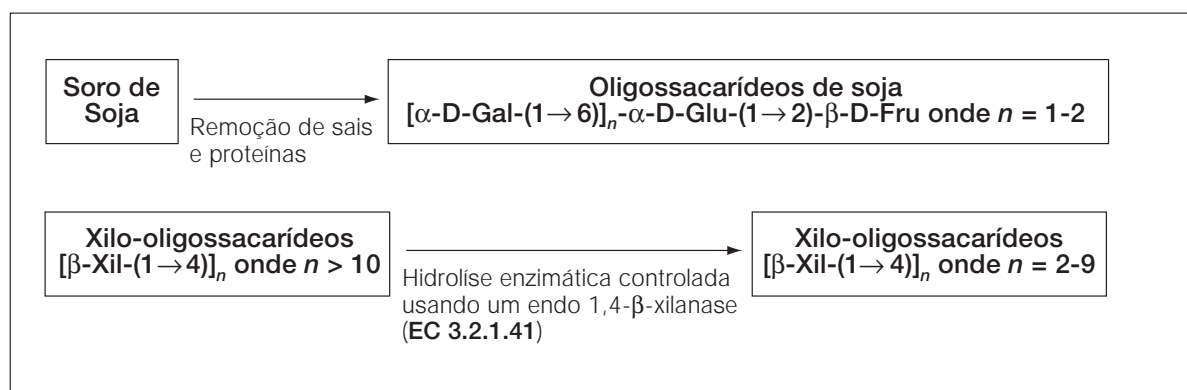 Soro de
Soja
Remoção de sais
e proteínas
Oligossacarídeos de soja
[α-D-Gal-(1→6)]n-α-D-Glu-(1→2)-β-D-Fru onde n = 1-2
Xilo-oligossacarídeos
[β-Xil-(1→4)]n onde n > 10
Hidrolíse enzimática controlada
usando um endo 1,4-β-xilanase
(EC 3.2.1.41)
Xilo-oligossacarídeos
[β-Xil-(1→4)]n onde n = 2-9